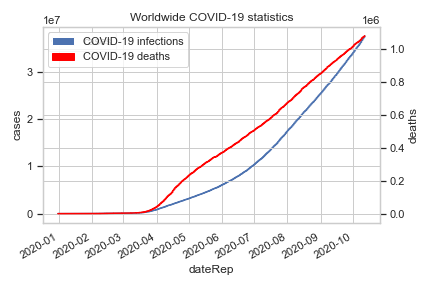 Worldwide COVID-19 statistics
1e7
1e6
COVID-19 infections
COVID-19 deaths
3
2
1
0
cases
1.0
0.8
0.6
0.4
0.2
0.0
deaths
2020-01
2020-02
2020-03
2020-04
2020-05
2020-06
2020-07
2020-08
2020-09
2020-10
dateRep